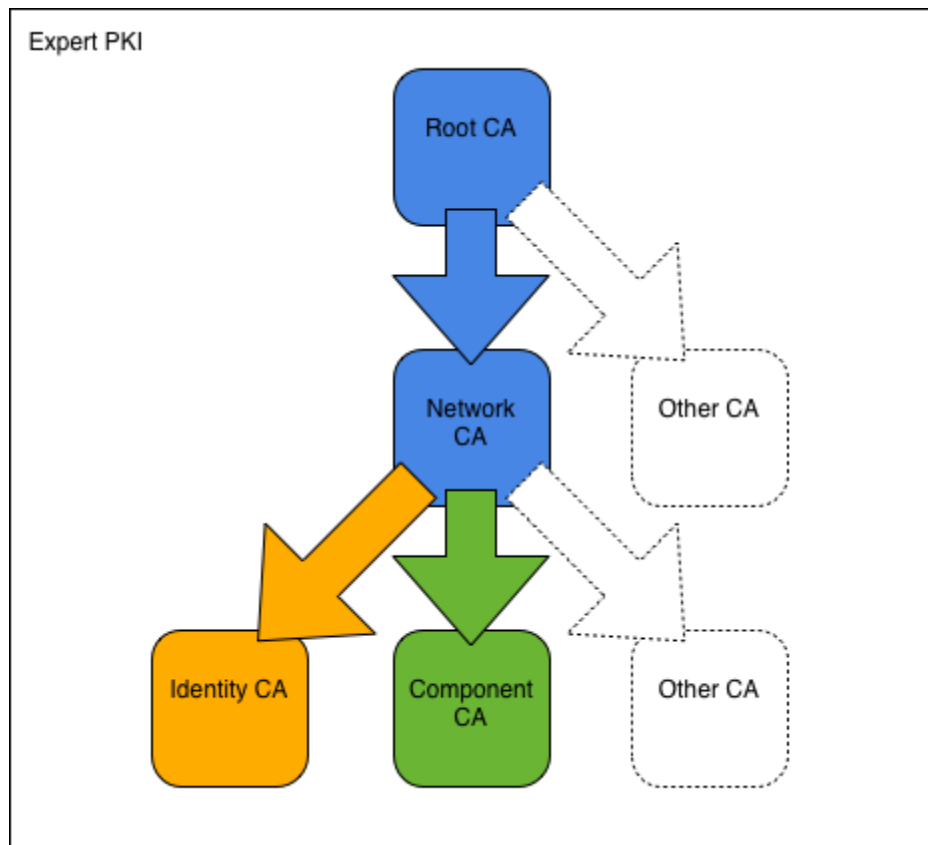 Expert PKI
Root CA
Network
CA
Other CA
Identity CA
Component
CA
Other CA